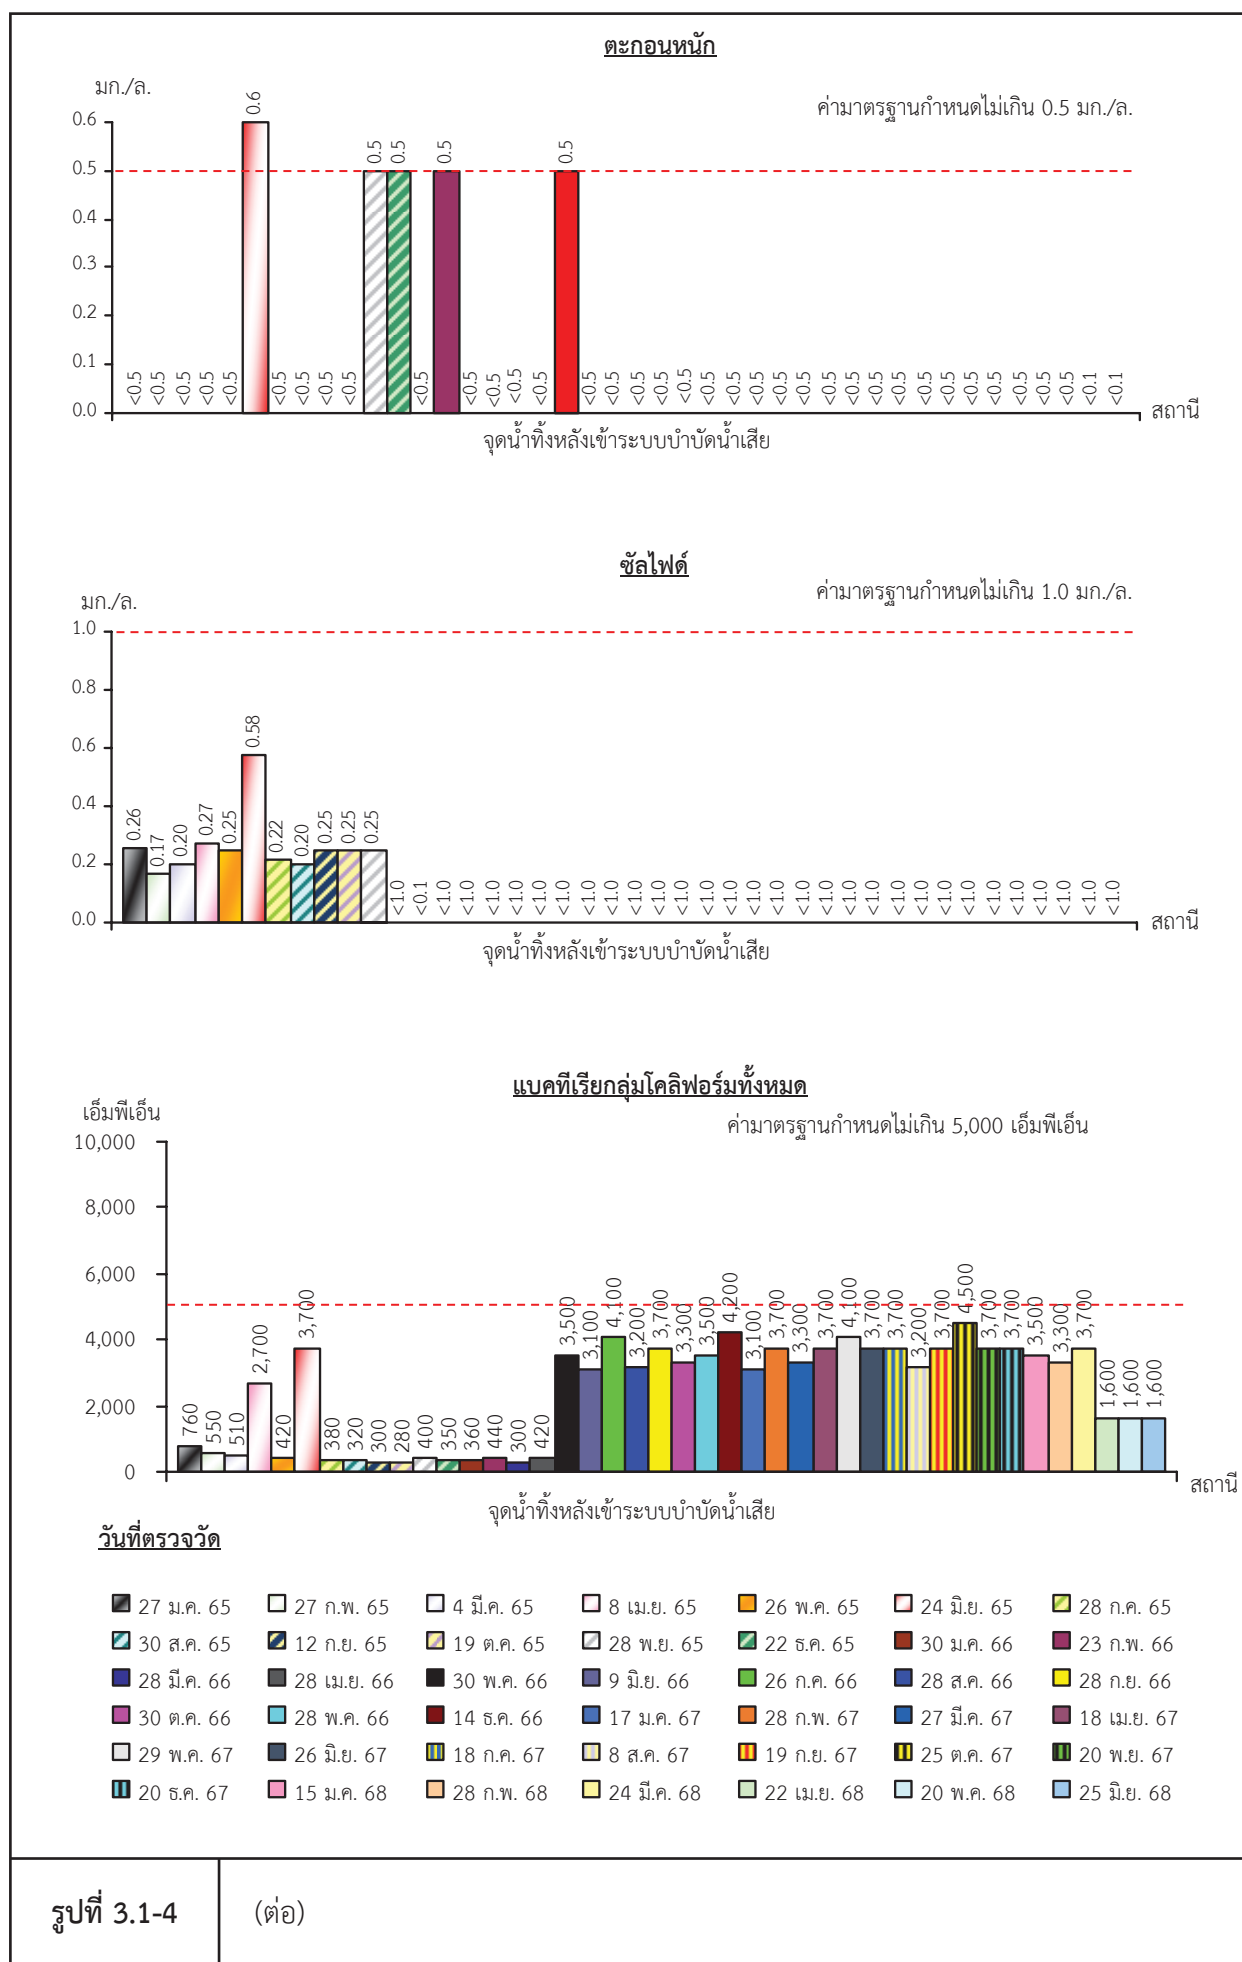 ตะกอนหนัก
มก./ล.
ค่ามาตรฐานกำหนดไม่เกิน 0.5 มก./ล.
0.6
0.5
0.4
0.3
0.2
0.1
0.0
<0.5 <0.5 <0.5 <0.5 <0.5 0.6 <0.5 <0.5 <0.5 <0.5 0.5 0.5 <0.5 0.5 <0.5 <0.5 <0.5 <0.5 0.5 <0.5 <0.5 <0.5 <0.5 <0.5 <0.5 <0.5 <0.5 <0.5 <0.5 <0.5 <0.5 <0.5 <0.5 <0.5 <0.5 <0.5 <0.5 <0.5 <0.5 <0.5 <0.1 <0.1
สถานี
จุดน้ำทิ้งหลังเข้าระบบบำบัดน้ำเสีย
ซัลไฟด์
มก./ล.
ค่ามาตรฐานกำหนดไม่เกิน 1.0 มก./ล.
1.0
0.8
0.6
0.4
0.2
0.0
0.26 0.17 0.20 0.27 0.25 0.58 0.22 0.20 0.25 0.25 0.25 <1.0 <0.1 <1.0 <1.0 <1.0 <1.0 <1.0 <1.0 <1.0 <1.0 <1.0 <1.0 <1.0 <1.0 <1.0 <1.0 <1.0 <1.0 <1.0 <1.0 <1.0 <1.0 <1.0 <1.0 <1.0 <1.0 <1.0 <1.0 <1.0 <1.0 <1.0
สถานี
จุดน้ำทิ้งหลังเข้าระบบบำบัดน้ำเสีย
แบคทีเรียกลุ่มโคลิฟอร์มทั้งหมด
เอ็มพีเอ็น
ค่ามาตรฐานกำหนดไม่เกิน 5,000 เอ็มพีเอ็น
10,000
8,000
6,000
4,000
2,000
0
760 550 510 2,700 420 3,700 380 320 300 280 400 350 360 440 300 420 3,500 3,100 4,100 3,200 3,700 3,300 3,500 4,200 3,100 3,700 3,300 3,700 4,100 3,700 3,700 3,200 3,700 4,500 3,700 3,700 3,500 3,300 3,700 1,600 1,600 1,600
สถานี
จุดน้ำทิ้งหลังเข้าระบบบำบัดน้ำเสีย
วันที่ตรวจวัด
27 ม.ค. 65 27 ก.พ. 65 4 มี.ค. 65 8 เม.ย. 65 26 พ.ค. 65 24 มิ.ย. 65 28 ก.ค. 65
30 ส.ค. 65 12 ก.ย. 65 19 ต.ค. 65 28 พ.ย. 65 22 ธ.ค. 65 30 ม.ค. 66 23 ก.พ. 66
28 มี.ค. 66 28 เม.ย. 66 30 พ.ค. 66 9 มิ.ย. 66 26 ก.ค. 66 28 ส.ค. 66 28 ก.ย. 66
30 ต.ค. 66 28 พ.ค. 66 14 ธ.ค. 66 17 ม.ค. 67 28 ก.พ. 67 27 มี.ค. 67 18 เม.ย. 67
29 พ.ค. 67 26 มิ.ย. 67 18 ก.ค. 67 8 ส.ค. 67 19 ก.ย. 67 25 ต.ค. 67 20 พ.ย. 67
20 ธ.ค. 67 15 ม.ค. 68 28 ก.พ. 68 24 มี.ค. 68 22 เม.ย. 68 20 พ.ค. 68 25 มิ.ย. 68
รูปที่ 3.1-4
(ต่อ)